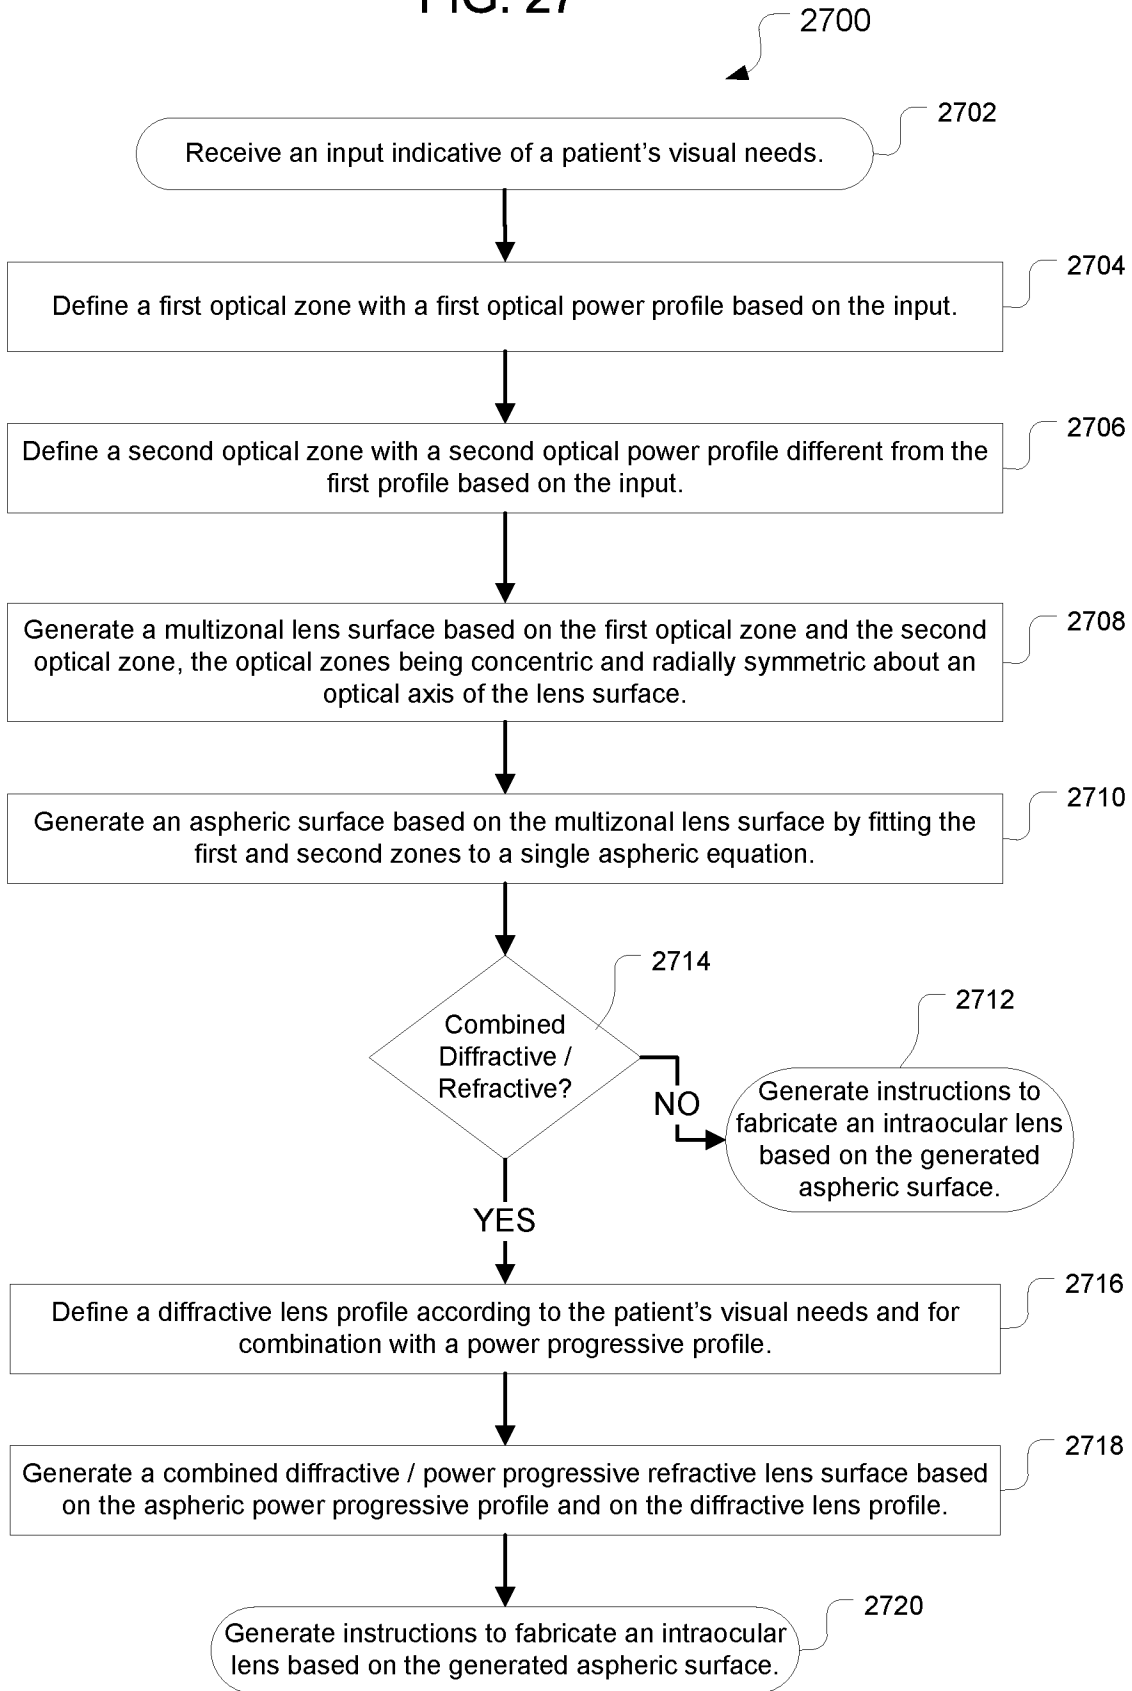 FIG. 27
2700
2702
Receive an input indicative of a patient's visual needs.
2704
Define a first optical zone with a first optical power profile based on the input.
2706
Define a second optical zone with a second optical power profile different from the
first profile based on the input.
2708
Generate a multizonal lens surface based on the first optical zone and the second
optical zone, the optical zones being concentric and radially symmetric about an
optical axis of the lens surface.
2710
Generate an aspheric surface based on the multizonal lens surface by fitting the
first and second zones to a single aspheric equation.
2714
Combined
Diffractive /
Refractive?
NO
2712
Generate instructions to
fabricate an intraocular lens
based on the generated
aspheric surface.
YES
2716
Define a diffractive lens profile according to the patient's visual needs and for
combination with a power progressive profile.
2718
Generate a combined diffractive / power progressive refractive lens surface based
on the aspheric power progressive profile and on the diffractive lens profile.
2720
Generate instructions to fabricate an intraocular
lens based on the generated aspheric surface.